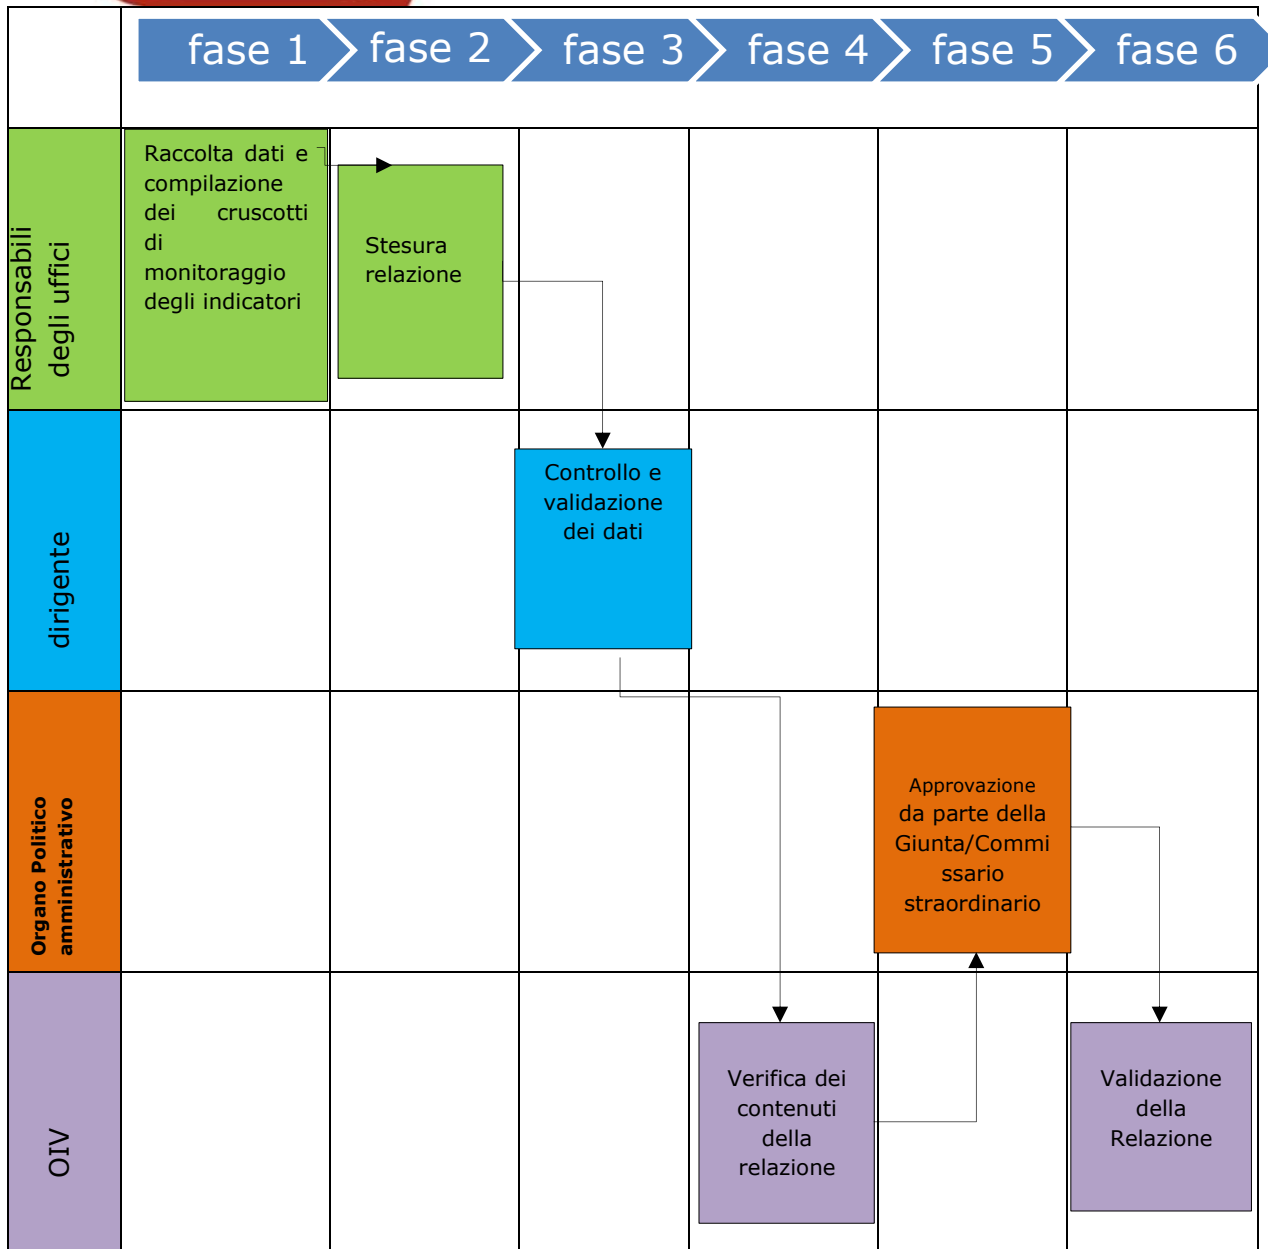 fase 1
fase 2
fase 3
fase 4
fase 5
fase 6
Responsabili
degli uffici
Raccolta dati e
compilazione
dei cruscotti
di
monitoraggio
degli indicatori
Stesura
relazione
dirigente
Controllo e
validazione
dei dati
Organo Politico
amministrativo
Approvazione
da parte della
Giunta/Commi
ssario
straordinario
OIV
Verifica dei
contenuti
della
relazione
Validazione
della
Relazione